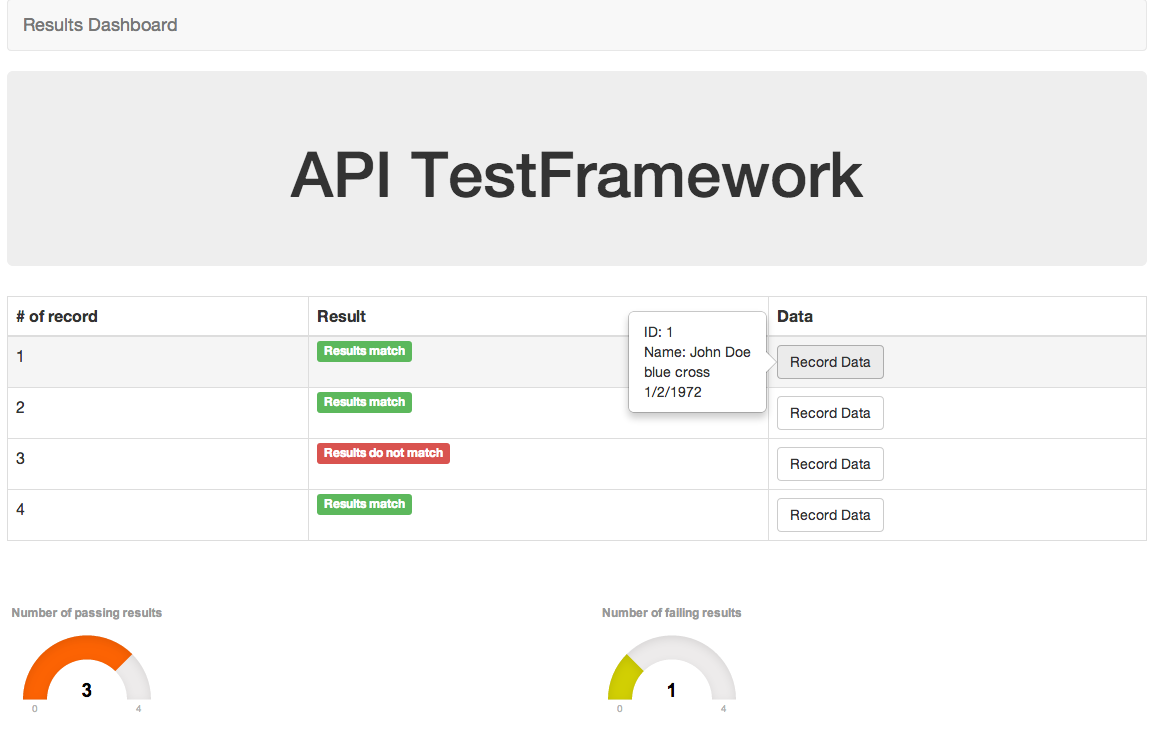 Results Dashboard
API TestFramework
# of record Result Data
1 Results match Record Data
ID: 1
Name: John Doe
blue cross
1/2/1972
2 Results match Record Data
3 Results do not match Record Data
4 Results match Record Data
Number of passing results
3
0 4
Number of failing results
1
0 4